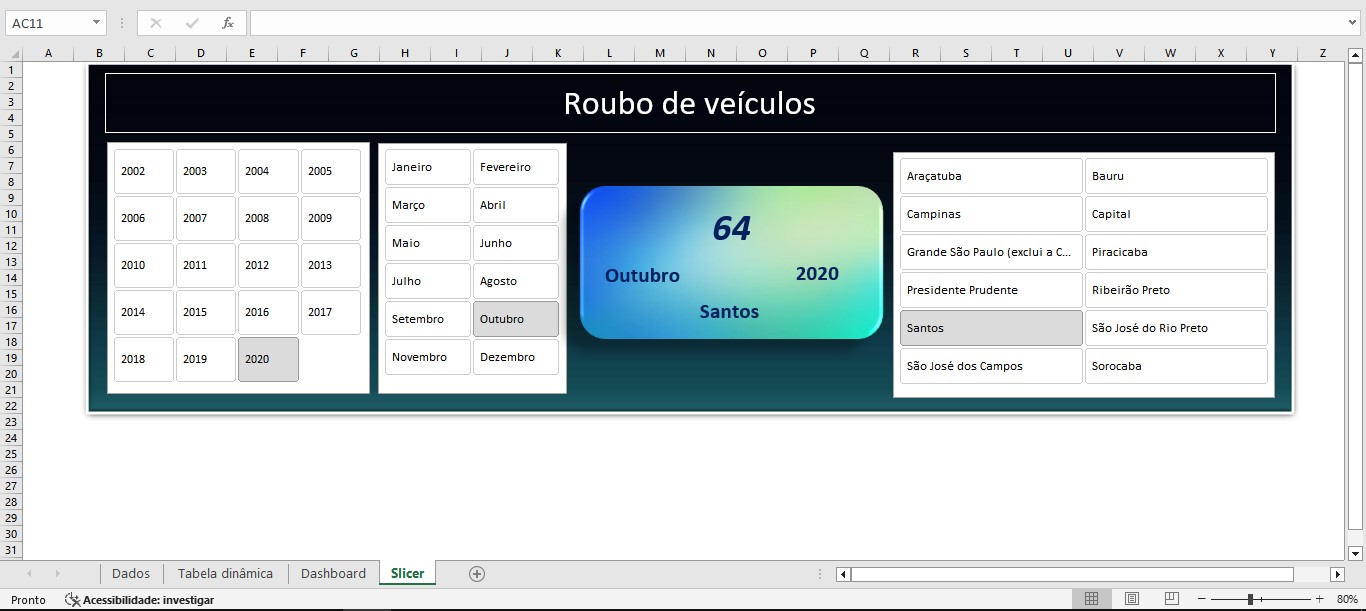 AC11
fx
A B C D E F G H I J K L M N O P Q R S T U V W X Y Z
1
2
3
4
5
6
7
8
9
10
11
12
13
14
15
16
17
18
19
20
21
22
23
24
25
26
27
28
29
30
31
Roubo de veículos
2002 2003 2004 2005
2006 2007 2008 2009
2010 2011 2012 2013
2014 2015 2016 2017
2018 2019 2020
Janeiro Fevereiro
Março Abril
Maio Junho
Julho Agosto
Setembro Outubro
Novembro Dezembro
64
Outubro 2020
Santos
Araçatuba Bauru
Campinas Capital
Grande São Paulo (exclui a C... Piracicaba
Presidente Prudente Ribeirão Preto
Santos São José do Rio Preto
São José dos Campos Sorocaba
Dados Tabela dinâmica Dashboard Slicer
Pronto Acessibilidade: investigar 80%